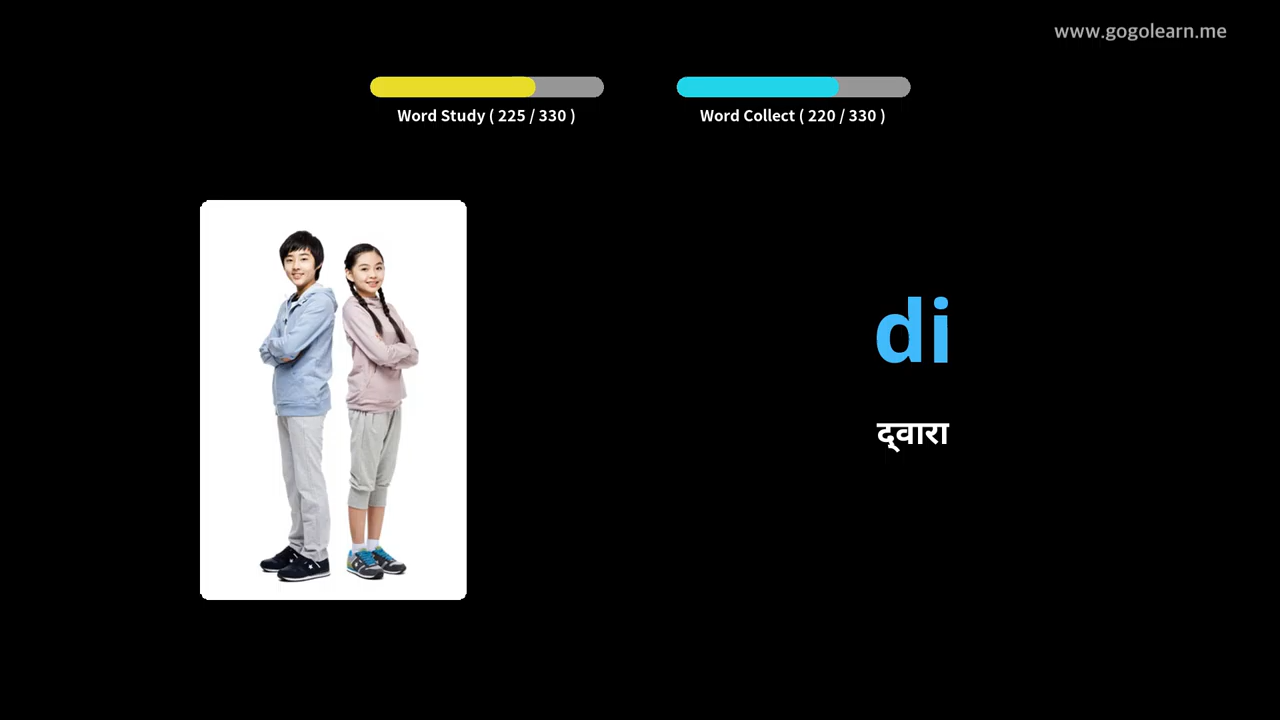 www.gogolearn.me
Word Study ( 225 / 330 )
Word Collect ( 220 / 330 )
di
द्वारा